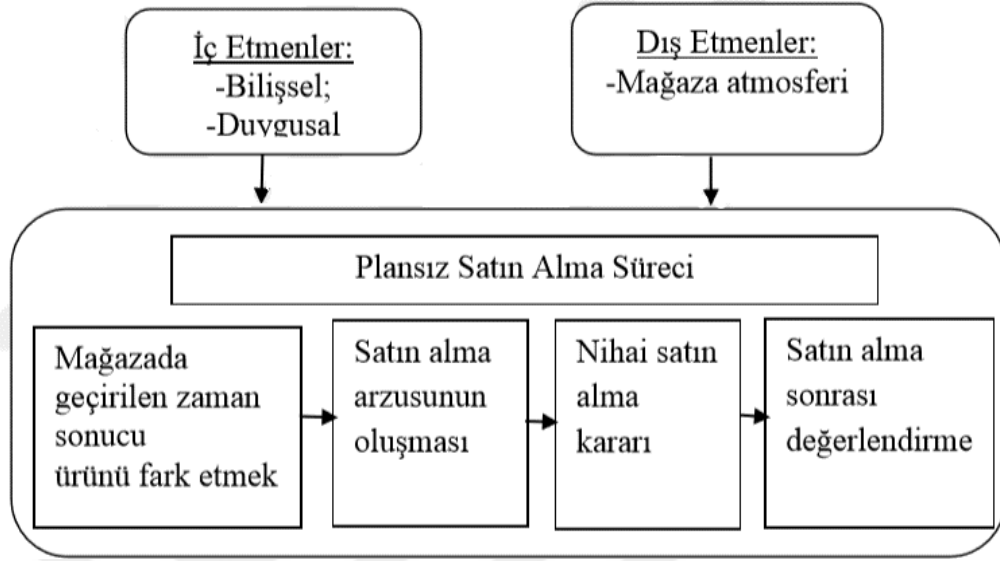 İç Etmenler:
-Bilişsel;
-Duygusal
Dış Etmenler:
-Mağaza atmosferi
Plansız Satın Alma Süreci
Mağazada
geçirilen zaman
sonucu
ürünü fark etmek
Satın alma
arzusunun
oluşması
Nihai satın
alma
kararı
Satın alma
sonrası
değerlendirme